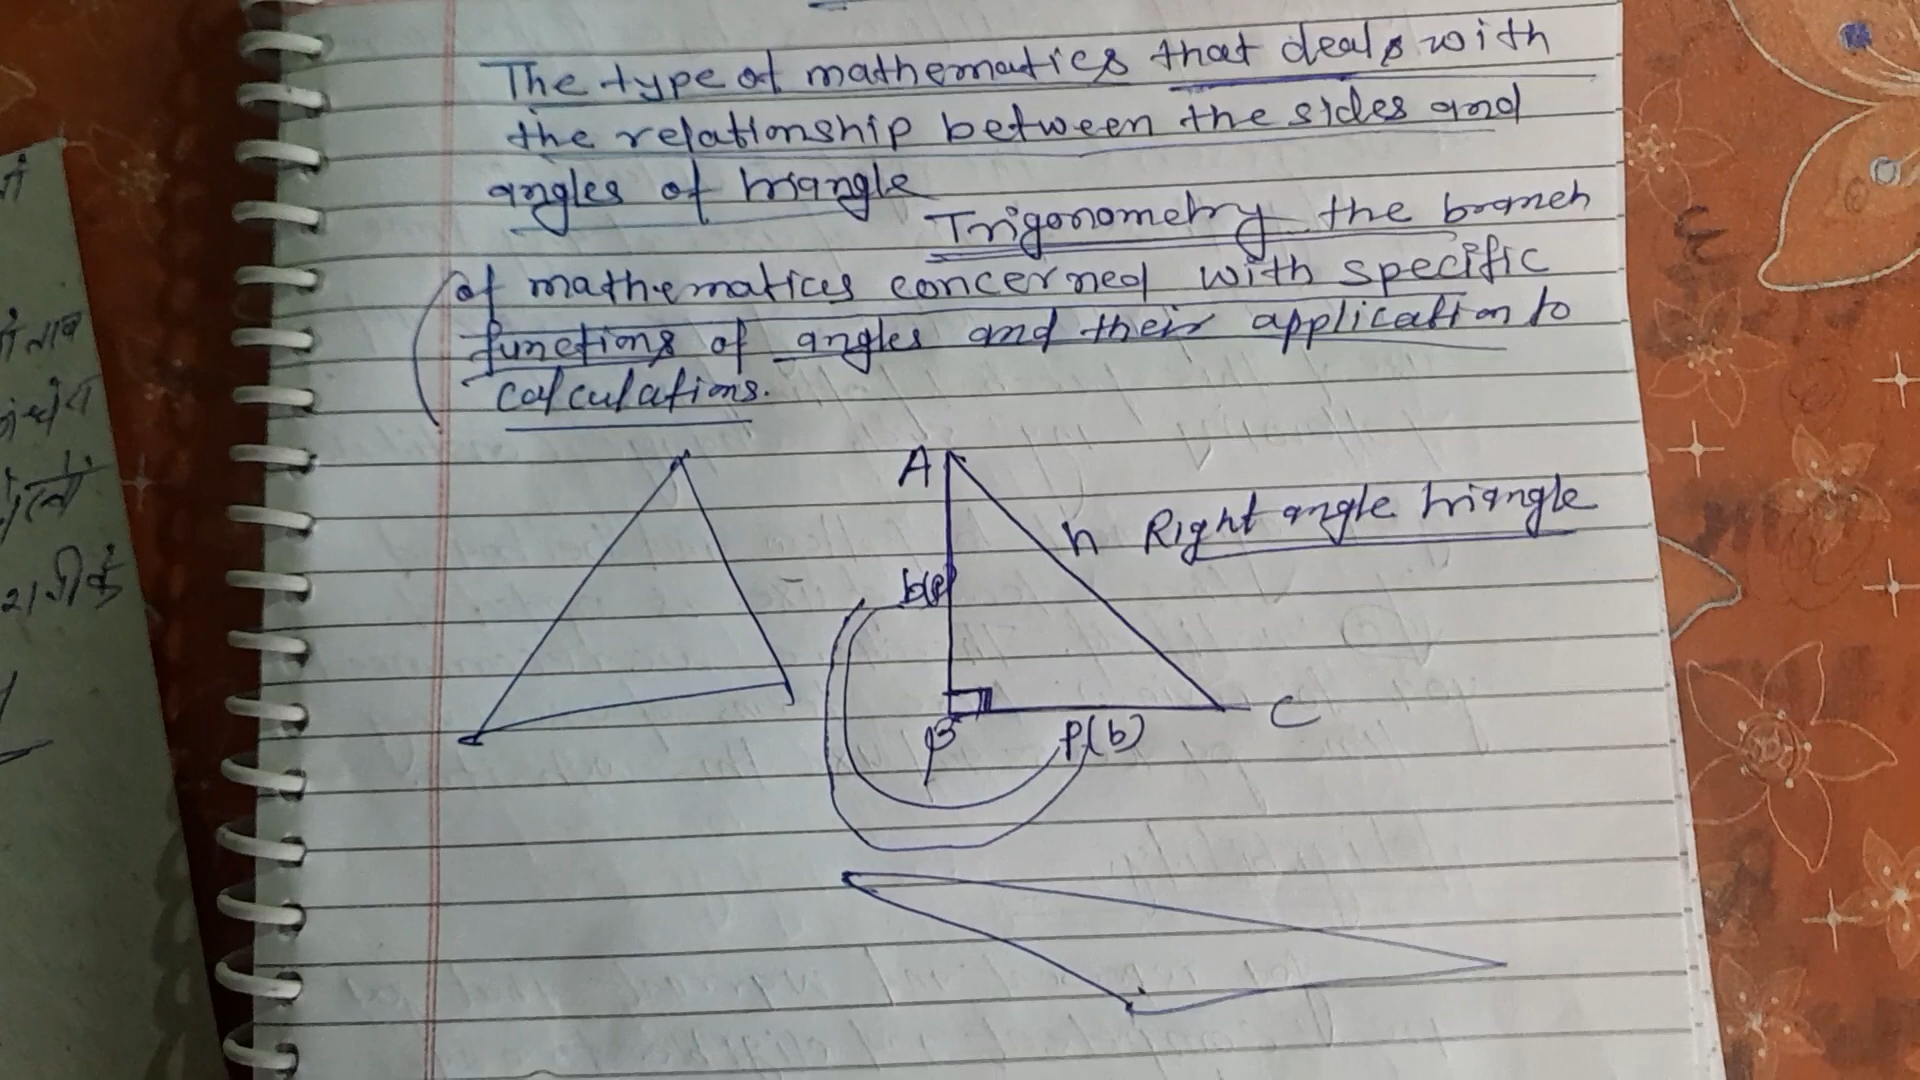 The type of mathematics that deals with
the relationship between the sides and
angles of triangle
Trigonometry the branch
of mathematics concerned with specific
functions of angles and their application to
calculations.
A
h Right angle triangle
b(p)
B
P(b)
C